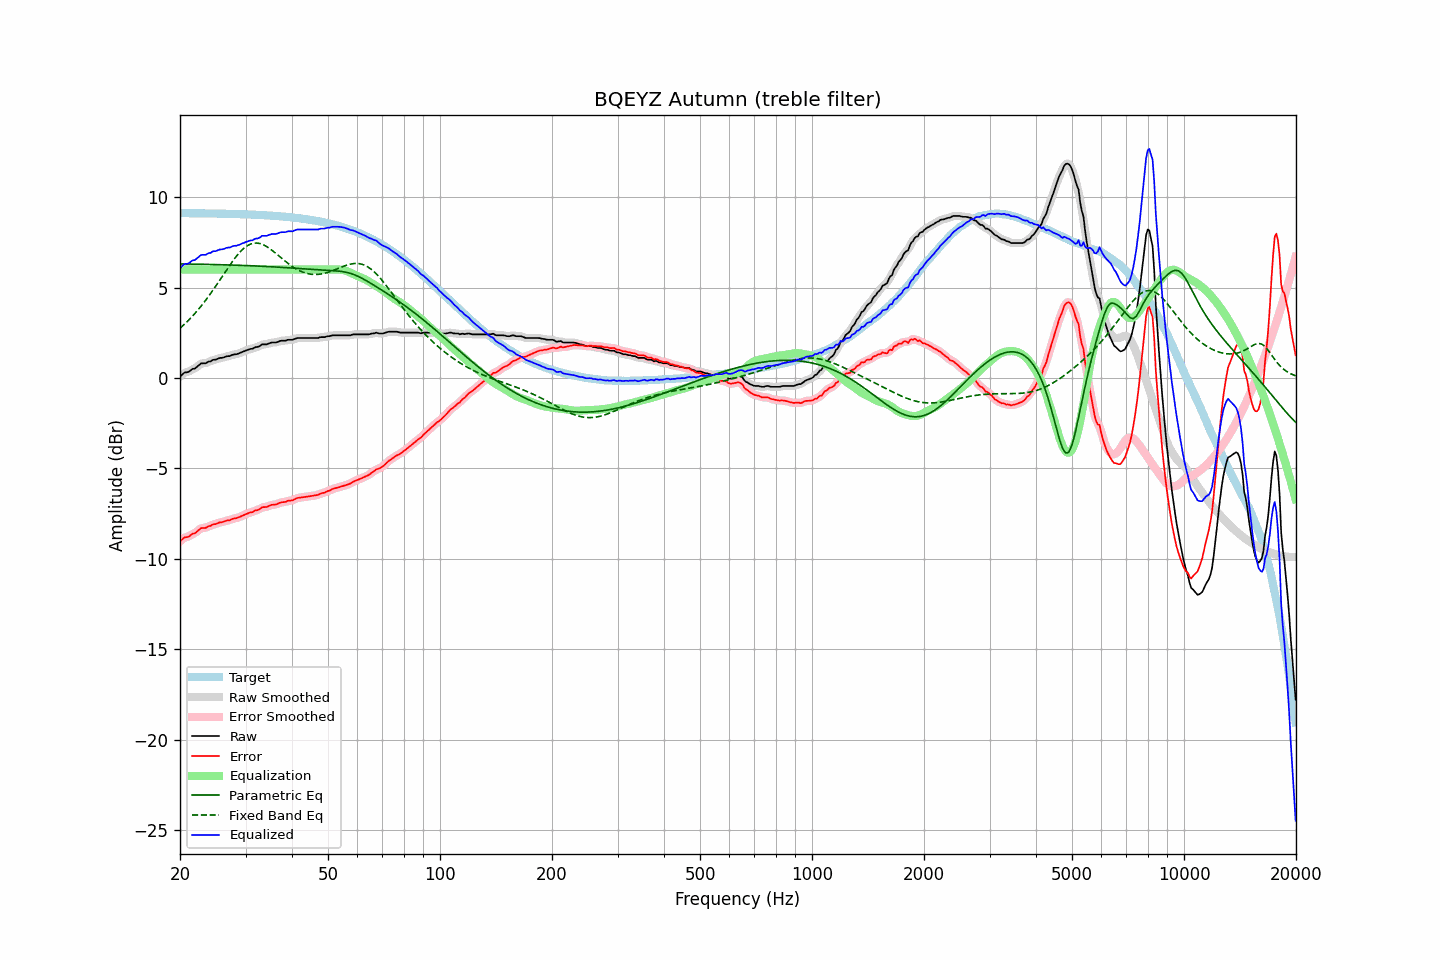 BQEYZ Autumn (treble filter)
Amplitude (dBr)
10
5
0
−5
−10
−15
−20
−25
Target
Raw Smoothed
Error Smoothed
Raw
Error
Equalization
Parametric Eq
Fixed Band Eq
Equalized
20 50 100 200 500 1000 2000 5000 10000 20000
Frequency (Hz)